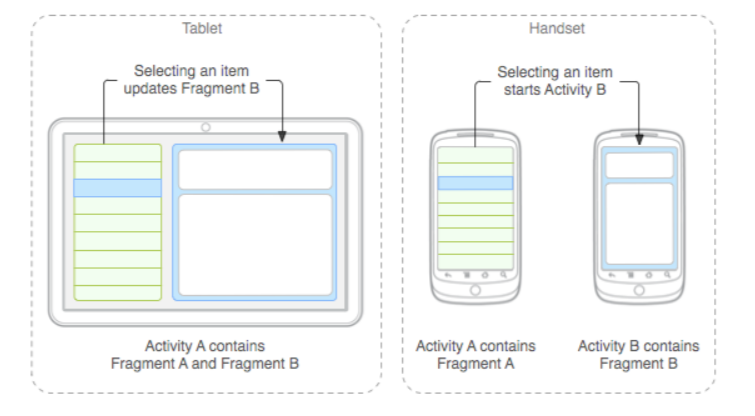 Tablet
Selecting an item
updates Fragment B
Activity A contains
Fragment A and Fragment B
Handset
Selecting an item
starts Activity B
Activity A contains
Fragment A
Activity B contains
Fragment B